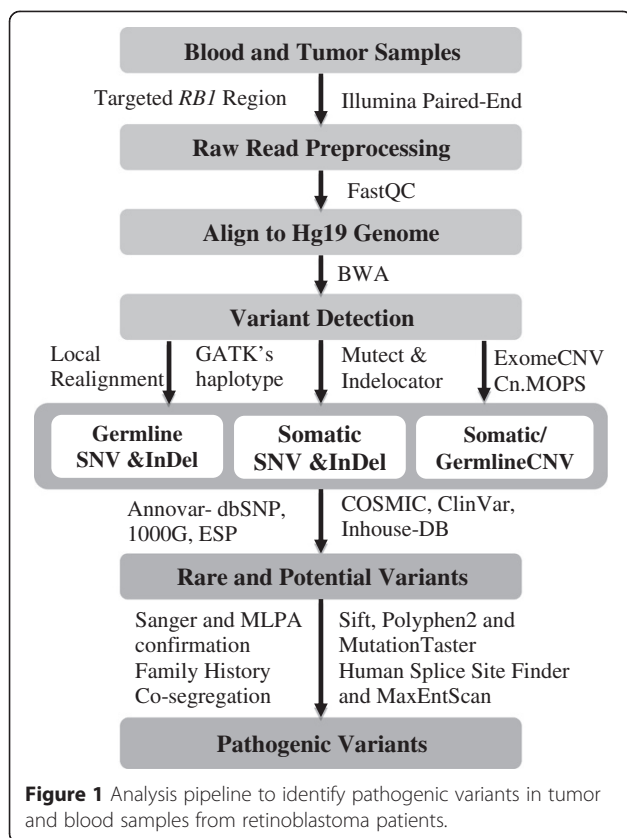 Blood and Tumor Samples
Targeted RB1 Region
Illumina Paired-End
Raw Read Preprocessing
FastQC
Align to Hg19 Genome
BWA
Variant Detection
Local
Realignment
GATK's
haplotype
Mutect &
Indelocator
ExomeCNV
Cn.MOPS
Germline
SNV &InDel
Somatic
SNV &InDel
Somatic/
GermlineCNV
Annovar- dbSNP,
1000G, ESP
COSMIC, ClinVar,
Inhouse-DB
Rare and Potential Variants
Sanger and MLPA
confirmation
Family History
Co-segregation
Sift, Polyphen2 and
MutationTaster
Human Splice Site Finder
and MaxEntScan
Pathogenic Variants
Figure 1 Analysis pipeline to identify pathogenic variants in tumor
and blood samples from retinoblastoma patients.